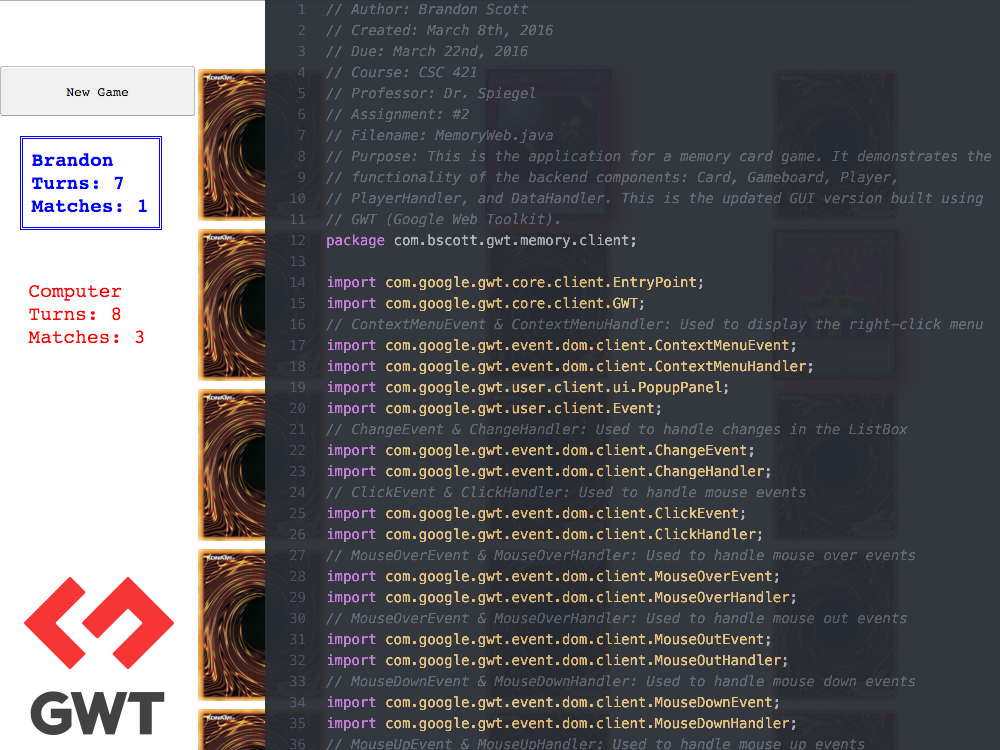 New Game
Brandon
Turns: 7
Matches: 1
Computer
Turns: 8
Matches: 3
GWT
KONAMI
KONAMI
KONAMI
KONAMI
KONAMI
1 // Author: Brandon Scott
2 // Created: March 8th, 2016
3 // Due: March 22nd, 2016
4 // Course: CSC 421
5 // Professor: Dr. Spiegel
6 // Assignment: #2
7 // Filename: MemoryWeb.java
8 // Purpose: This is the application for a memory card game. It demonstrates the
9 // functionality of the backend components: Card, Gameboard, Player,
10 // PlayerHandler, and DataHandler. This is the updated GUI version built using
11 // GWT (Google Web Toolkit).
12 package com.bscott.gwt.memory.client;
13
14 import com.google.gwt.core.client.EntryPoint;
15 import com.google.gwt.core.client.GWT;
16 // ContextMenuEvent & ContextMenuHandler: Used to display the right-click menu
17 import com.google.gwt.event.dom.client.ContextMenuEvent;
18 import com.google.gwt.event.dom.client.ContextMenuHandler;
19 import com.google.gwt.user.client.ui.PopupPanel;
20 import com.google.gwt.user.client.Event;
21 // ChangeEvent & ChangeHandler: Used to handle changes in the ListBox
22 import com.google.gwt.event.dom.client.ChangeEvent;
23 import com.google.gwt.event.dom.client.ChangeHandler;
24 // ClickEvent & ClickHandler: Used to handle mouse events
25 import com.google.gwt.event.dom.client.ClickEvent;
26 import com.google.gwt.event.dom.client.ClickHandler;
27 // MouseOverEvent & MouseOverHandler: Used to handle mouse over events
28 import com.google.gwt.event.dom.client.MouseOverEvent;
29 import com.google.gwt.event.dom.client.MouseOverHandler;
30 // MouseOverEvent & MouseOverHandler: Used to handle mouse out events
31 import com.google.gwt.event.dom.client.MouseOutEvent;
32 import com.google.gwt.event.dom.client.MouseOutHandler;
33 // MouseDownEvent & MouseDownHandler: Used to handle mouse down events
34 import com.google.gwt.event.dom.client.MouseDownEvent;
35 import com.google.gwt.event.dom.client.MouseDownHandler;
36 // MouseUpEvent & MouseUpHandler: Used to handle mouse up events